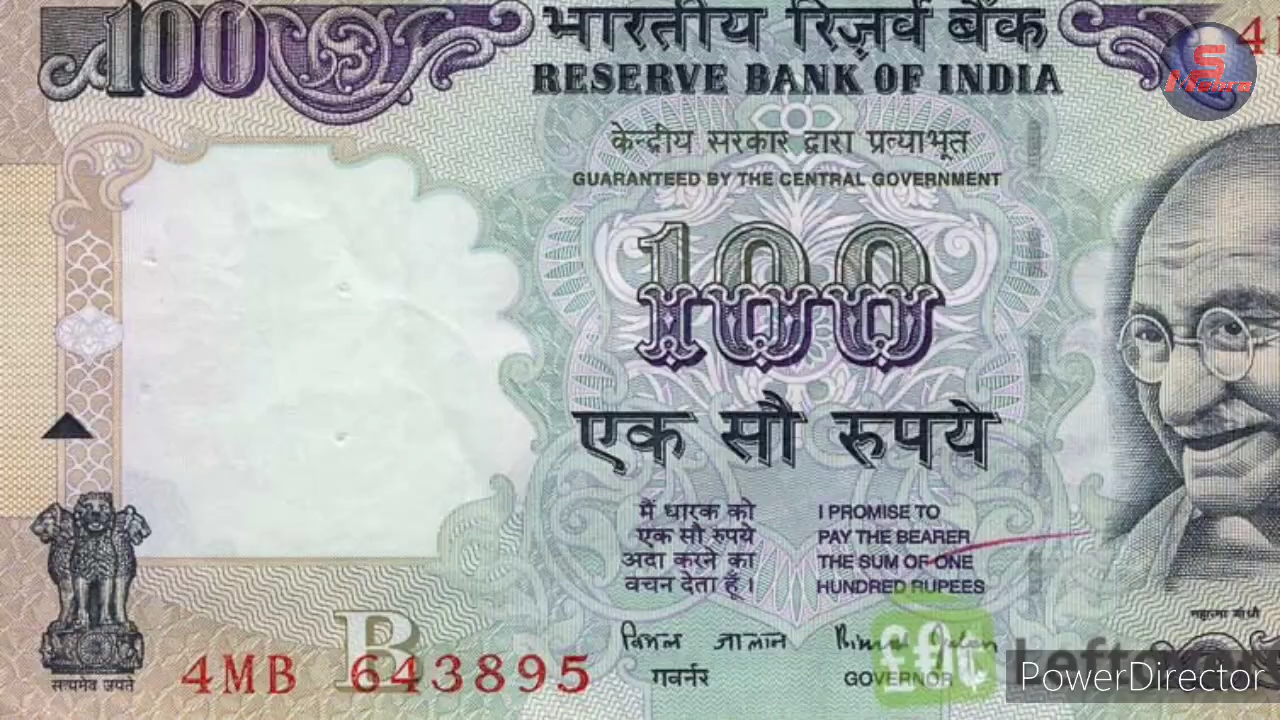 100
भारतीय रिज़र्व बैंक
RESERVE BANK OF INDIA
4
केन्द्रीय सरकार द्वारा प्रत्याभूत
GUARANTEED BY THE CENTRAL GOVERNMENT
100
एक सौ रुपये
मैं धारक को
एक सौ रुपये
अदा करने का
वचन देता हूँ ।
I PROMISE TO
PAY THE BEARER
THE SUM OF ONE
HUNDRED RUPEES
महात्मा गांधी
बिमल जालान
गवर्नर
GOVERNOR
B
4MB 643895
सत्यमेव जयते
PowerDirector